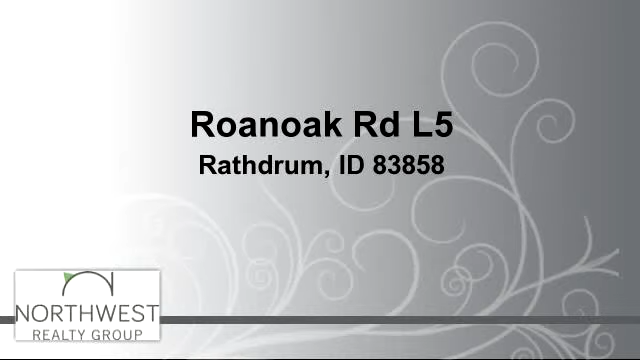 Roanoak Rd L5
Rathdrum, ID 83858
NORTHWEST
REALTY GROUP